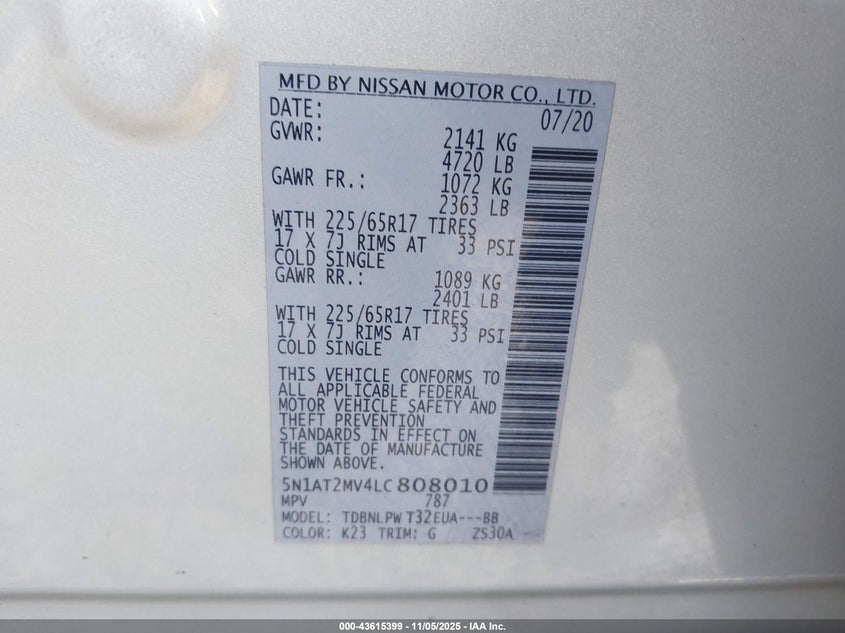 MFD BY NISSAN MOTOR CO., LTD.
DATE: 07/20
GVWR: 2141 KG
4720 LB
GAWR FR.: 1072 KG
2363 LB
WITH 225/65R17 TIRES
17 X 7J RIMS AT 33 PSI
COLD SINGLE
GAWR RR.: 1089 KG
2401 LB
WITH 225/65R17 TIRES
17 X 7J RIMS AT 33 PSI
COLD SINGLE
THIS VEHICLE CONFORMS TO
ALL APPLICABLE FEDERAL
MOTOR VEHICLE SAFETY AND
THEFT PREVENTION
STANDARDS IN EFFECT ON
THE DATE OF MANUFACTURE
SHOWN ABOVE.
5N1AT2MV4LC808010
MPV 787
MODEL: TDBNLPW T32EUA---BB
COLOR: K23 TRIM: G ZS30A --
000-43615399 - 11/05/2025 - IAA Inc.